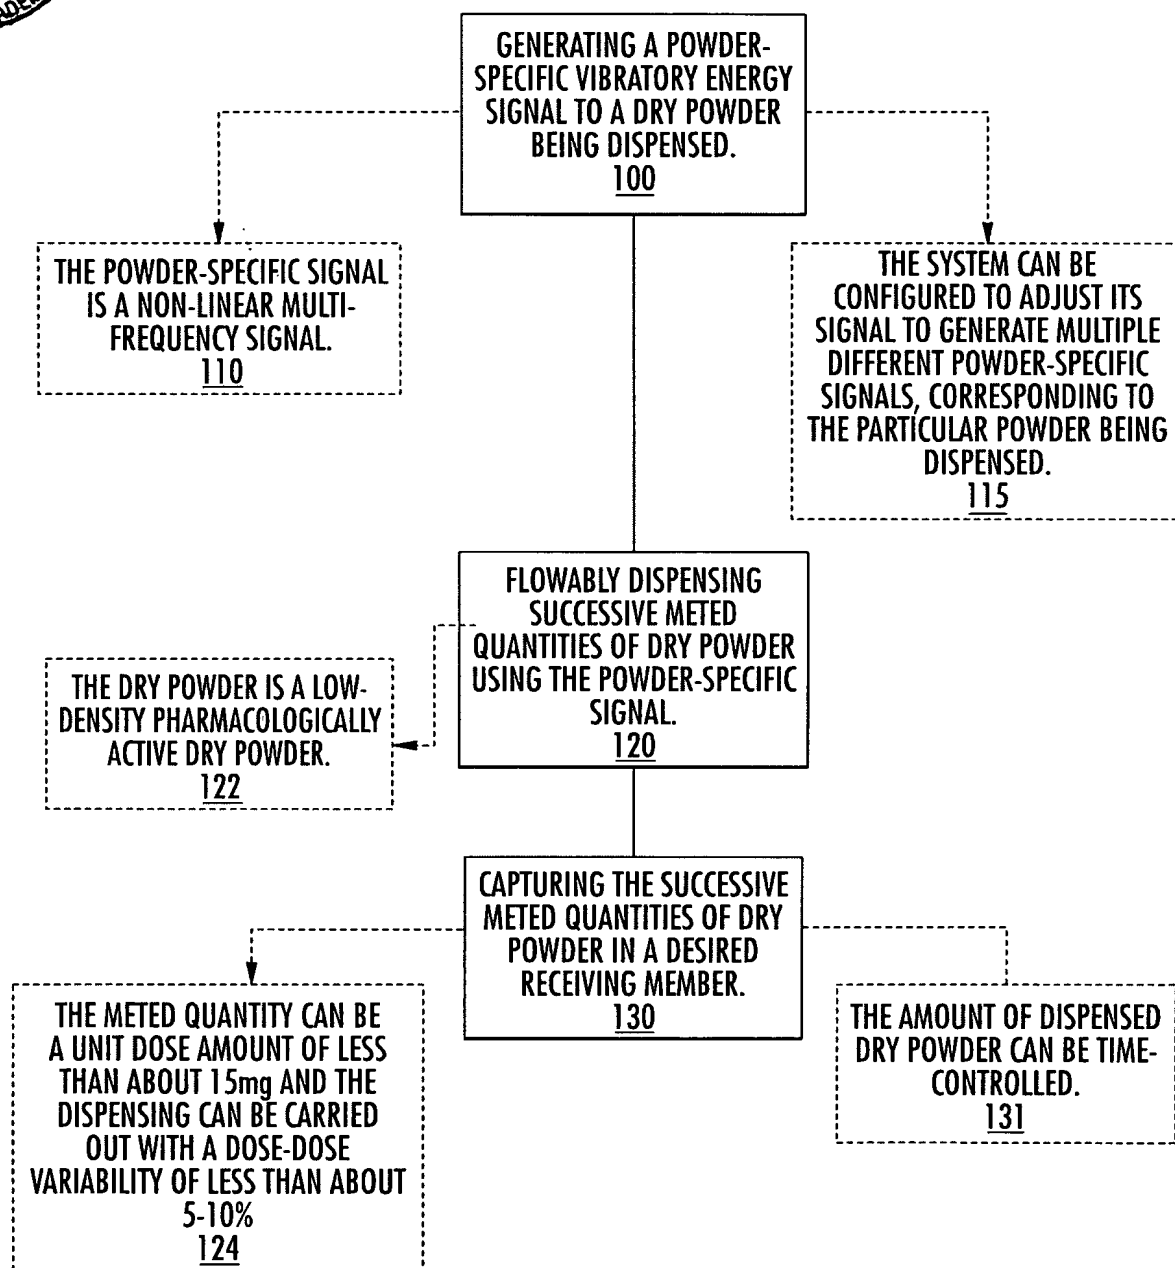 GENERATING A POWDER-
SPECIFIC VIBRATORY ENERGY
SIGNAL TO A DRY POWDER
BEING DISPENSED.
100
THE POWDER-SPECIFIC SIGNAL
IS A NON-LINEAR MULTI-
FREQUENCY SIGNAL.
110
THE SYSTEM CAN BE
CONFIGURED TO ADJUST ITS
SIGNAL TO GENERATE MULTIPLE
DIFFERENT POWDER-SPECIFIC
SIGNALS, CORRESPONDING TO
THE PARTICULAR POWDER BEING
DISPENSED.
115
FLOWABLY DISPENSING
SUCCESSIVE METED
QUANTITIES OF DRY POWDER
USING THE POWDER-SPECIFIC
SIGNAL.
120
THE DRY POWDER IS A LOW-
DENSITY PHARMACOLOGICALLY
ACTIVE DRY POWDER.
122
CAPTURING THE SUCCESSIVE
METED QUANTITIES OF DRY
POWDER IN A DESIRED
RECEIVING MEMBER.
130
THE METED QUANTITY CAN BE
A UNIT DOSE AMOUNT OF LESS
THAN ABOUT 15mg AND THE
DISPENSING CAN BE CARRIED
OUT WITH A DOSE-DOSE
VARIABILITY OF LESS THAN ABOUT
5-10%
124
THE AMOUNT OF DISPENSED
DRY POWDER CAN BE TIME-
CONTROLLED.
131